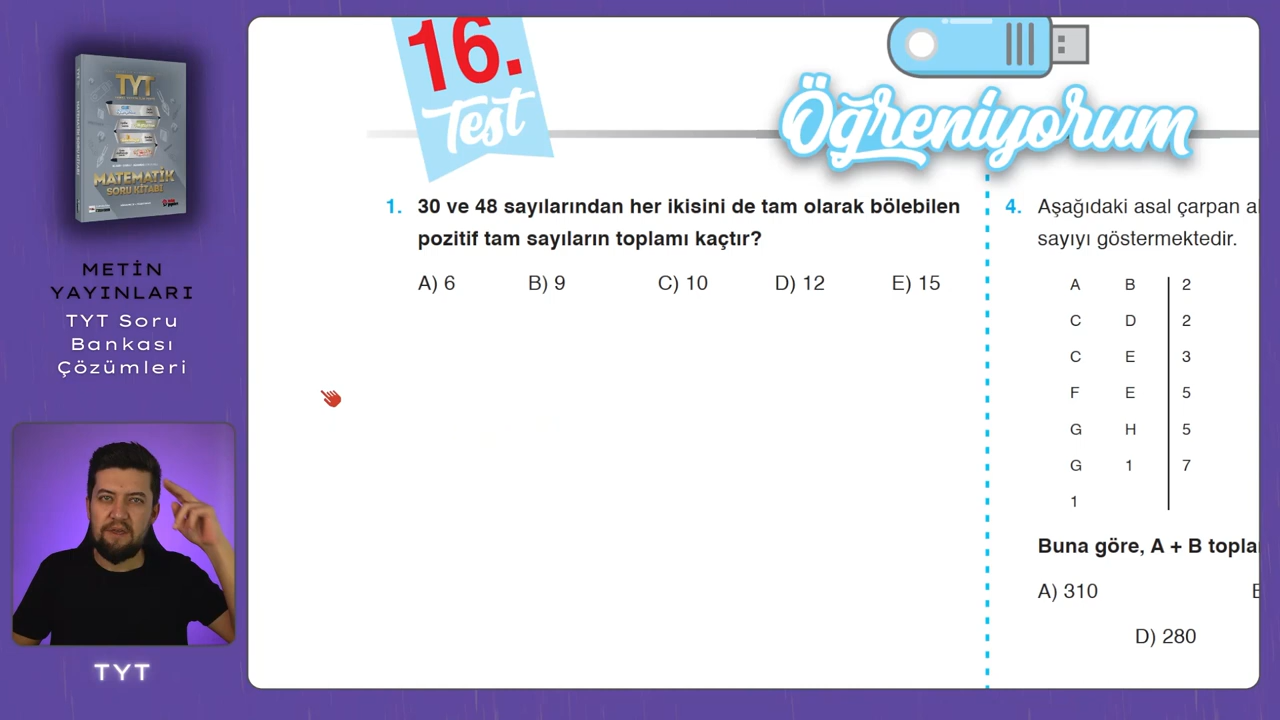 TYT
MATEMATİK
SORU KİTABI
METİN
YAYINLARI
TYT Soru
Bankası
Çözümleri
TYT
16.
Test
Öğreniyorum
1. 30 ve 48 sayılarından her ikisini de tam olarak bölebilen
pozitif tam sayıların toplamı kaçtır?
A) 6 B) 9 C) 10 D) 12 E) 15
4. Aşağıdaki asal çarpan al
sayıyı göstermektedir.
A B 2
C D 2
C E 3
F E 5
G H 5
G 1 7
1
Buna göre, A + B topla
A) 310
D) 280